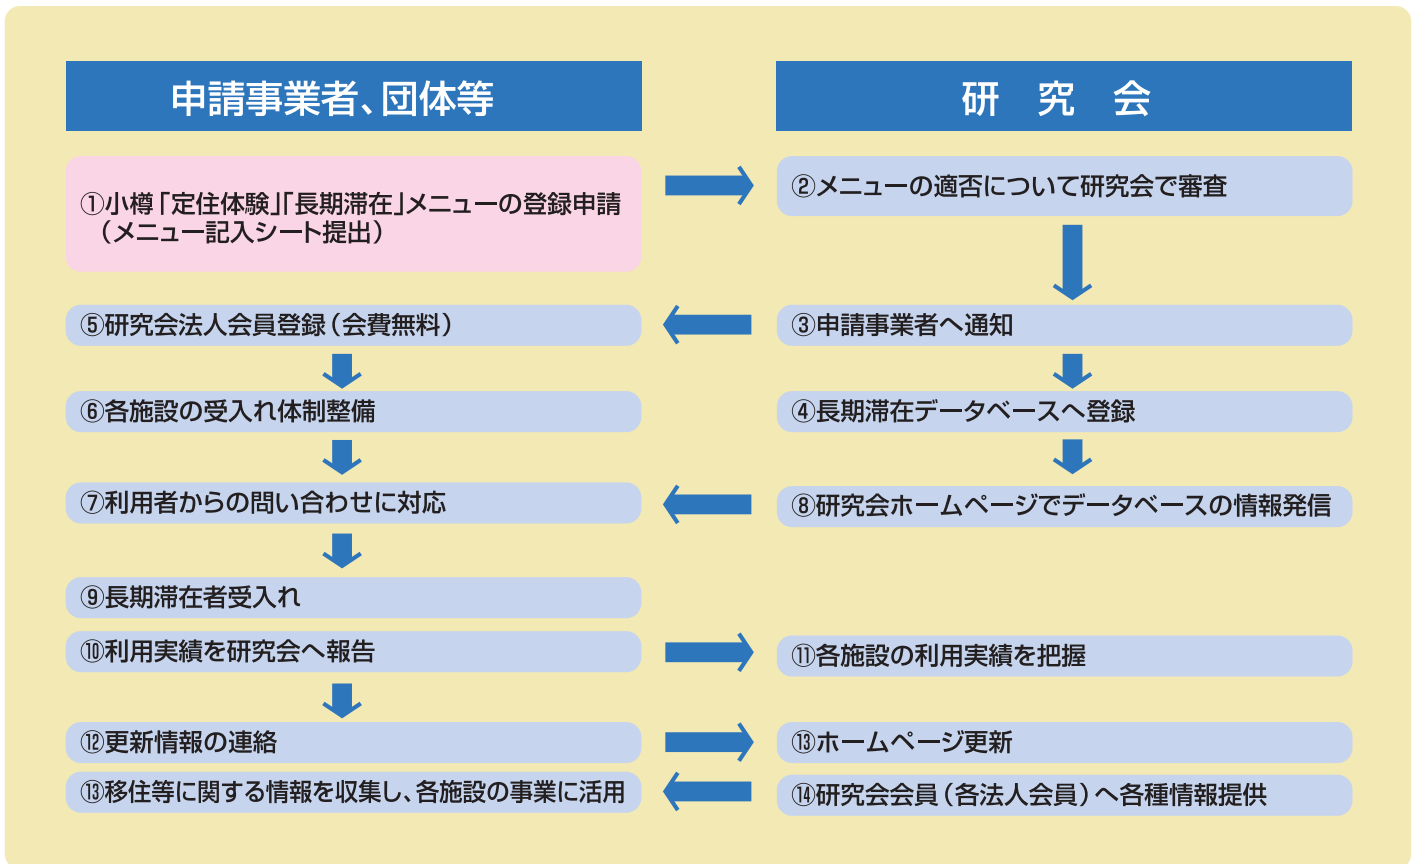 申請事業者、団体等
研　究　会
①小樽「定住体験」「長期滞在」メニューの登録申請
（メニュー記入シート提出）
②メニューの適否について研究会で審査
⑤研究会法人会員登録（会費無料）
③申請事業者へ通知
⑥各施設の受入れ体制整備
④長期滞在データベースへ登録
⑦利用者からの問い合わせに対応
⑧研究会ホームページでデータベースの情報発信
⑨長期滞在者受入れ
⑩利用実績を研究会へ報告
⑪各施設の利用実績を把握
⑫更新情報の連絡
⑬ホームページ更新
⑬移住等に関する情報を収集し、各施設の事業に活用
⑭研究会会員（各法人会員）へ各種情報提供